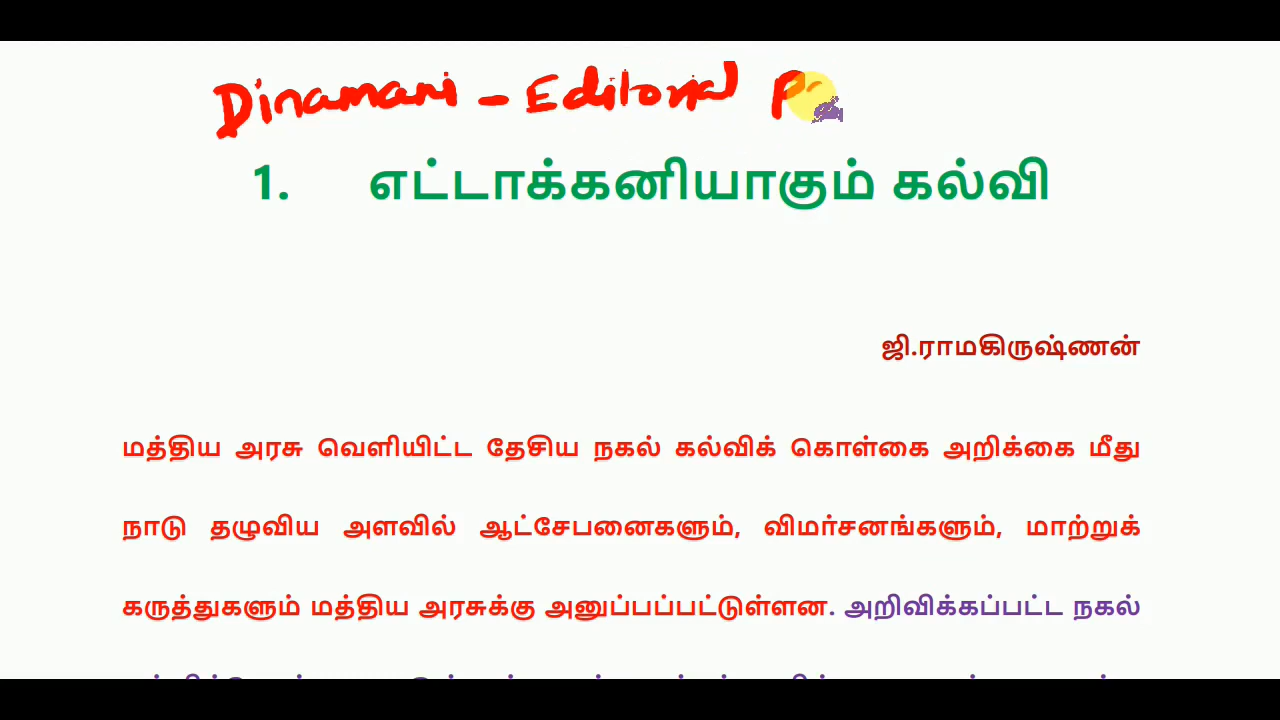 Dinamani - Editorial P
1. எட்டாக்கனியாகும் கல்வி
ஜி.ராமகிருஷ்ணன்
மத்திய அரசு வெளியிட்ட தேசிய நகல் கல்விக் கொள்கை அறிக்கை மீது
நாடு தழுவிய அளவில் ஆட்சேபனைகளும், விமர்சனங்களும், மாற்றுக்
கருத்துகளும் மத்திய அரசுக்கு அனுப்பப்பட்டுள்ளன. அறிவிக்கப்பட்ட நகல்